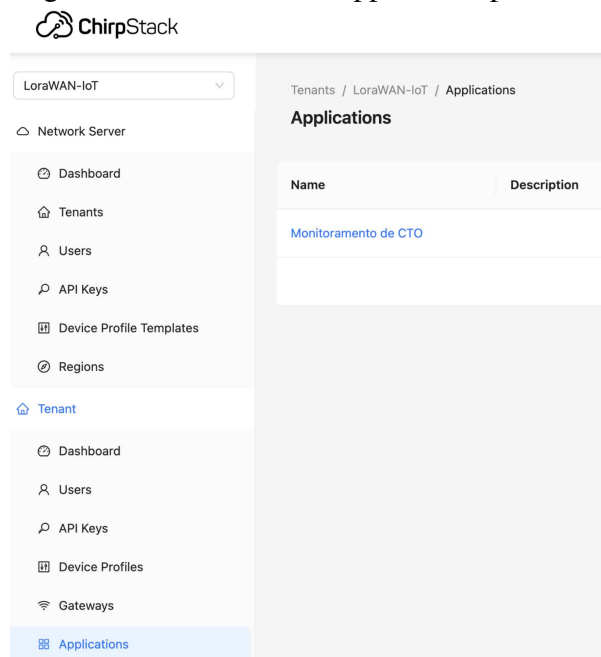 ChirpStack
LoraWAN-IoT
Network Server
Dashboard
Tenants
Users
API Keys
Device Profile Templates
Regions
Tenant
Dashboard
Users
API Keys
Device Profiles
Gateways
Applications
Tenants / LoraWAN-IoT / Applications
Applications
Name Description
Monitoramento de CTO